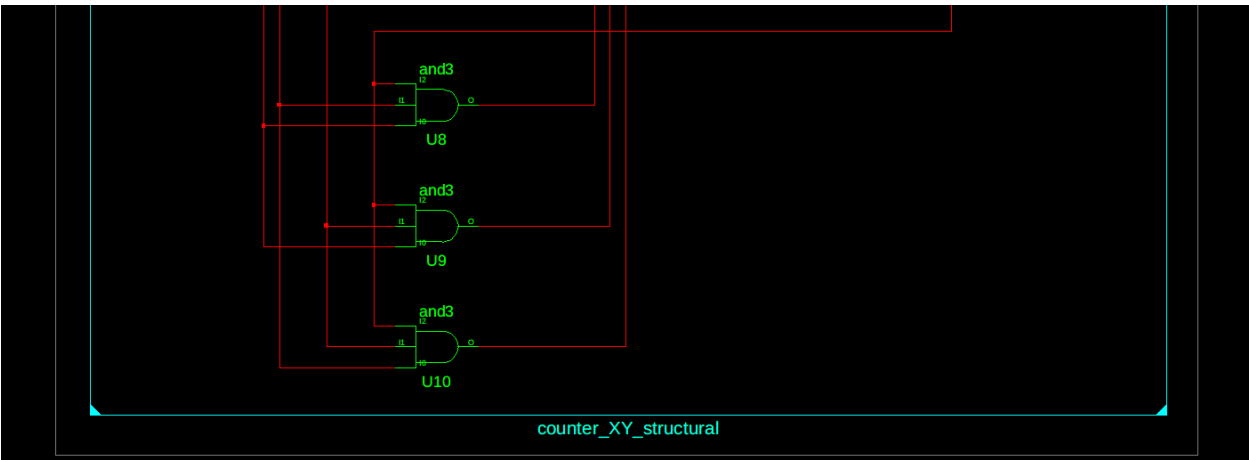 and3
I2
I1
O
I0
U8
and3
I2
I1
O
I0
U9
and3
I2
I1
O
I0
U10
counter_XY_structural